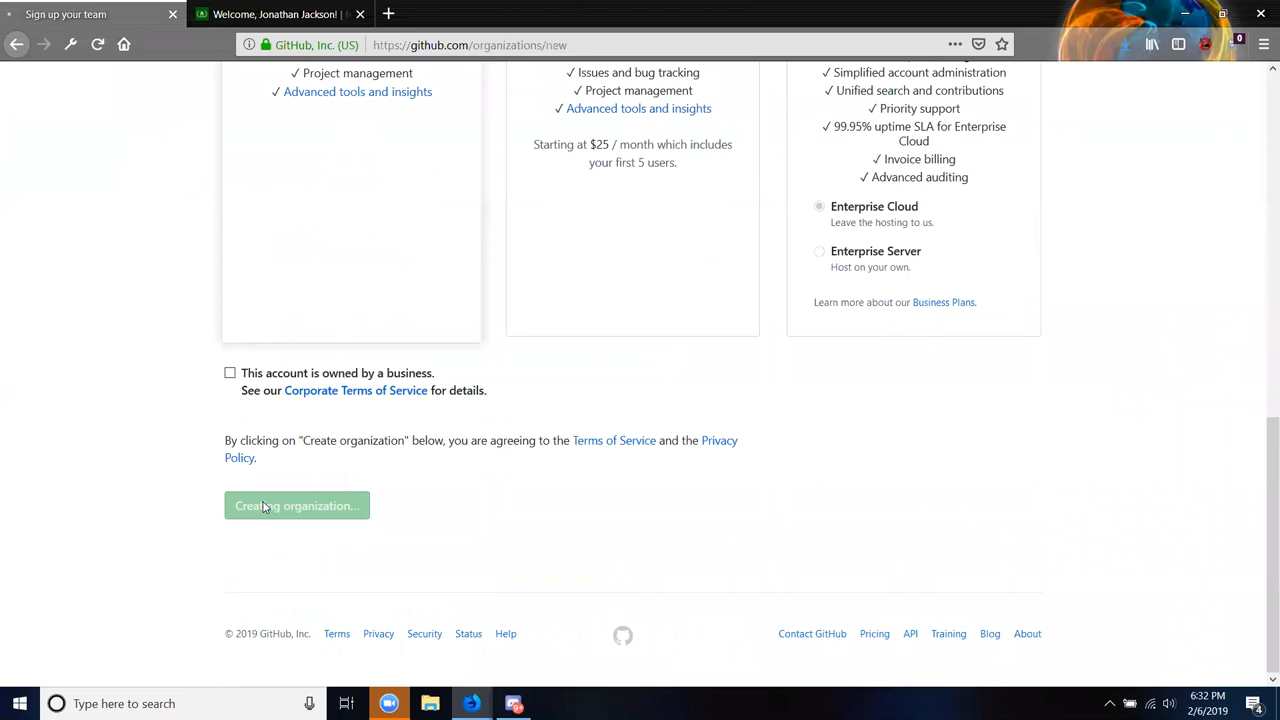 Sign up your team
Welcome, Jonathan Jackson! | F
GitHub, Inc. (US)
https://github.com/organizations/new
0
✓ Project management
✓ Advanced tools and insights
✓ Issues and bug tracking
✓ Project management
✓ Advanced tools and insights
Starting at $25 / month which includes
your first 5 users.
✓ Simplified account administration
✓ Unified search and contributions
✓ Priority support
✓ 99.95% uptime SLA for Enterprise
Cloud
✓ Invoice billing
✓ Advanced auditing
Enterprise Cloud
Leave the hosting to us.
Enterprise Server
Host on your own.
Learn more about our Business Plans.
This account is owned by a business.
See our Corporate Terms of Service for details.
By clicking on "Create organization" below, you are agreeing to the Terms of Service and the Privacy
Policy.
Creating organization...
© 2019 GitHub, Inc. Terms Privacy Security Status Help
Contact GitHub Pricing API Training Blog About
Type here to search
6:32 PM
2/6/2019
4